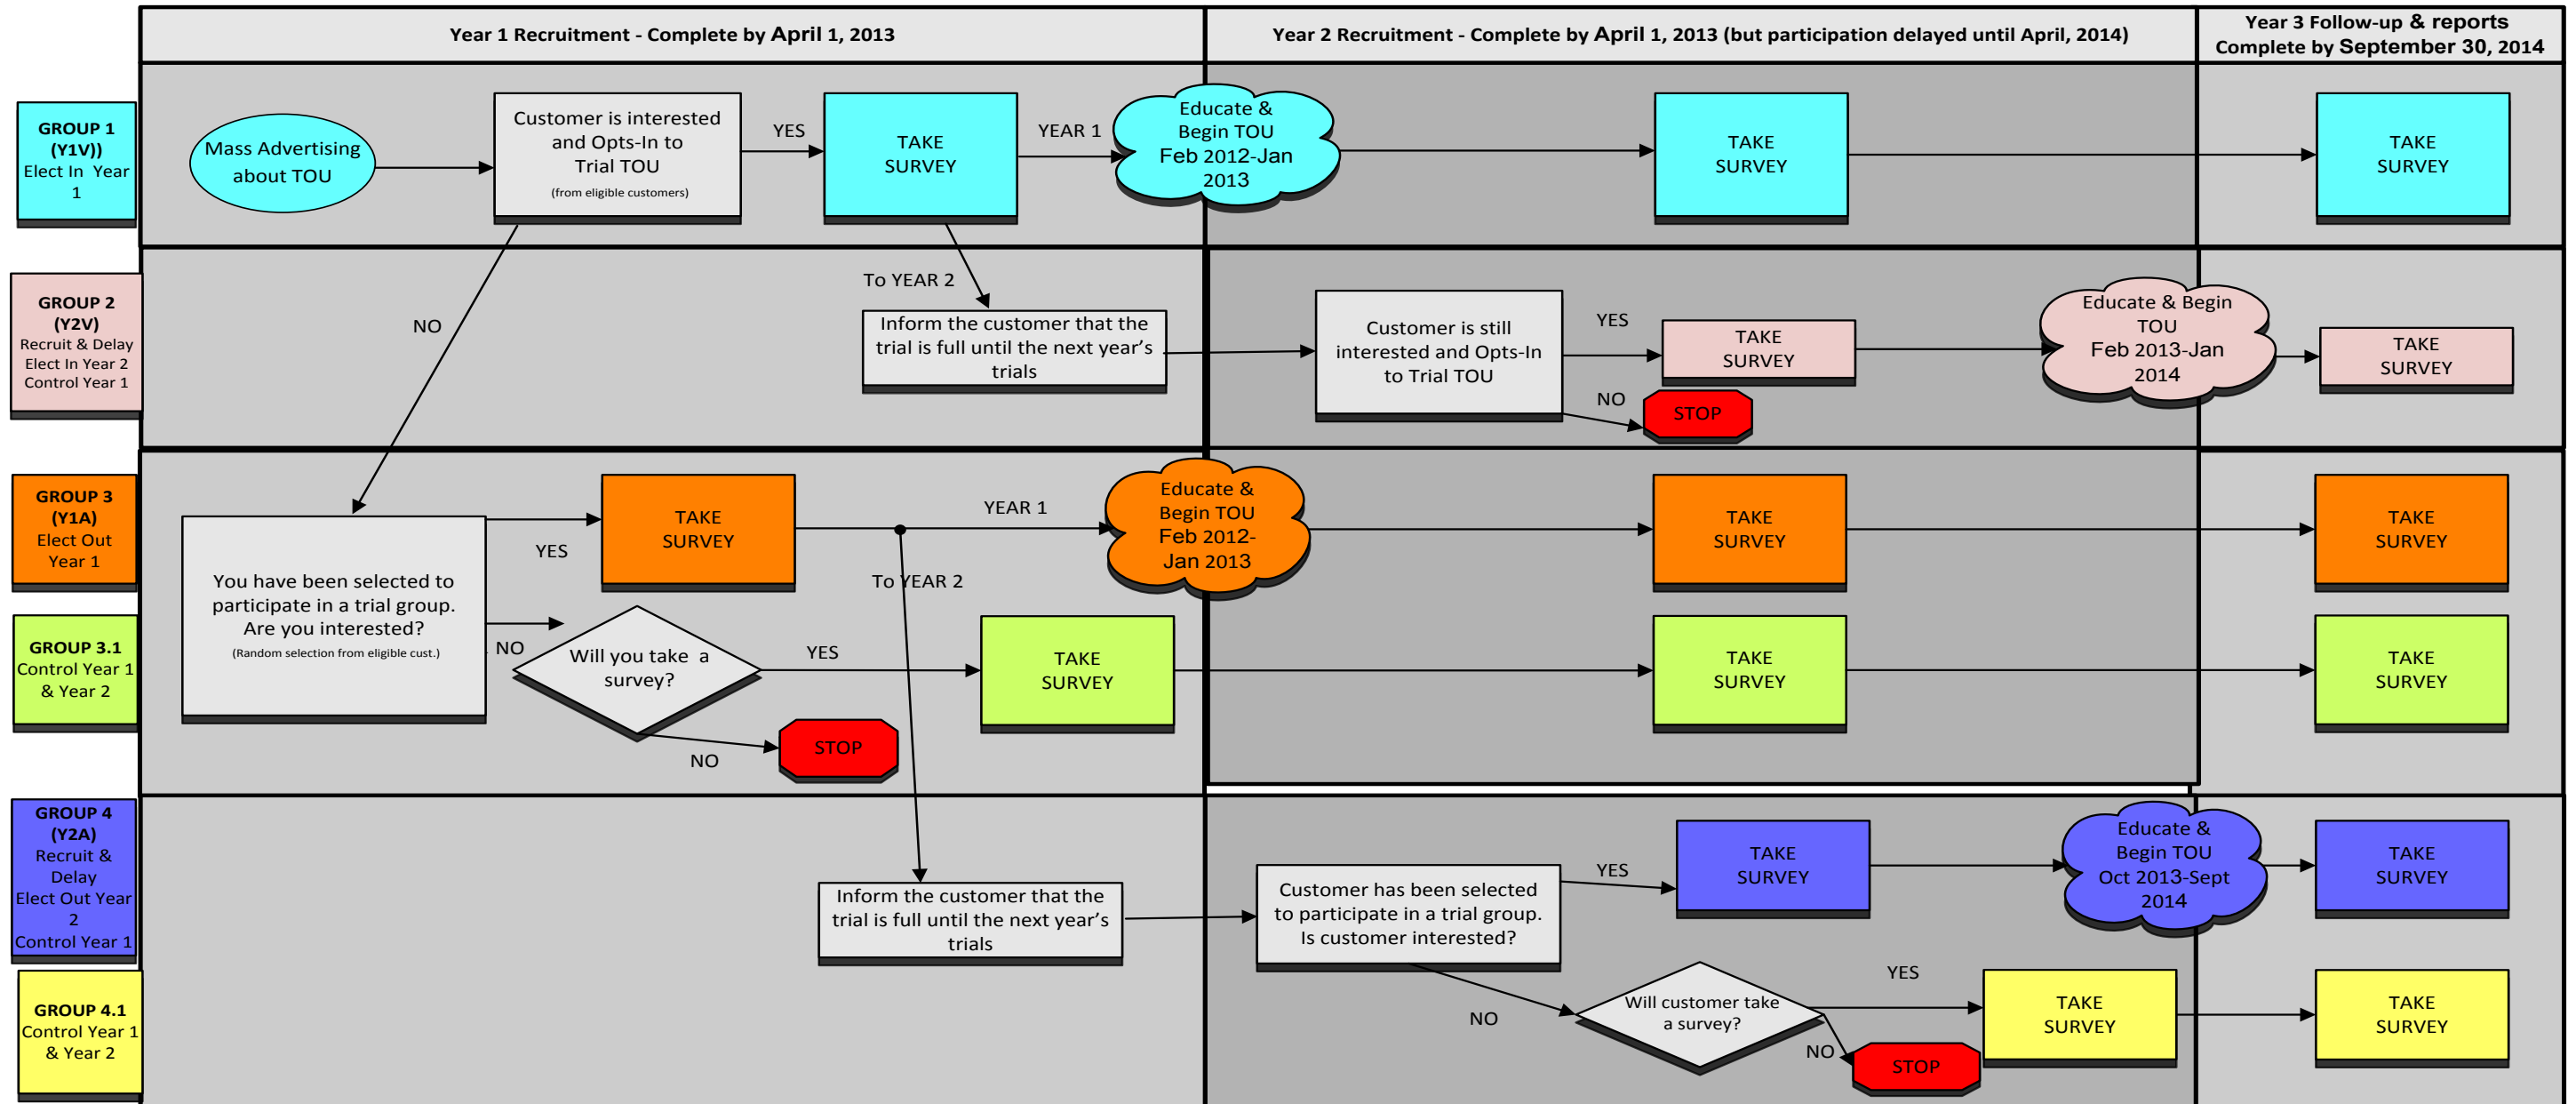 Year 1 Recruitment - Complete by April 1, 2013
Year 2 Recruitment - Complete by April 1, 2013 (but participation delayed until April, 2014)
Year 3 Follow-up & reports
Complete by September 30, 2014
GROUP 1
(Y1V))
Elect In Year
1
Mass Advertising
about TOU
Customer is interested
and Opts-In to
Trial TOU
(from eligible customers)
YES
TAKE
SURVEY
YEAR 1
Educate &
Begin TOU
Feb 2012-Jan
2013
TAKE
SURVEY
TAKE
SURVEY
GROUP 2
(Y2V)
Recruit & Delay
Elect In Year 2
Control Year 1
NO
To YEAR 2
Inform the customer that the
trial is full until the next year's
trials
Customer is still
interested and Opts-In
to Trial TOU
YES
TAKE
SURVEY
NO
STOP
Educate & Begin
TOU
Feb 2013-Jan
2014
TAKE
SURVEY
GROUP 3
(Y1A)
Elect Out
Year 1
You have been selected to
participate in a trial group.
Are you interested?
(Random selection from eligible cust.)
YES
TAKE
SURVEY
YEAR 1
To YEAR 2
Educate &
Begin TOU
Feb 2012-
Jan 2013
TAKE
SURVEY
TAKE
SURVEY
GROUP 3.1
Control Year 1
& Year 2
NO
Will you take a
survey?
YES
TAKE
SURVEY
NO
STOP
TAKE
SURVEY
TAKE
SURVEY
GROUP 4
(Y2A)
Recruit &
Delay
Elect Out Year
2
Control Year 1
Inform the customer that the
trial is full until the next year's
trials
Customer has been selected
to participate in a trial group.
Is customer interested?
YES
TAKE
SURVEY
Educate &
Begin TOU
Oct 2013-Sept
2014
TAKE
SURVEY
GROUP 4.1
Control Year 1
& Year 2
NO
Will customer take
a survey?
YES
TAKE
SURVEY
NO
STOP
TAKE
SURVEY